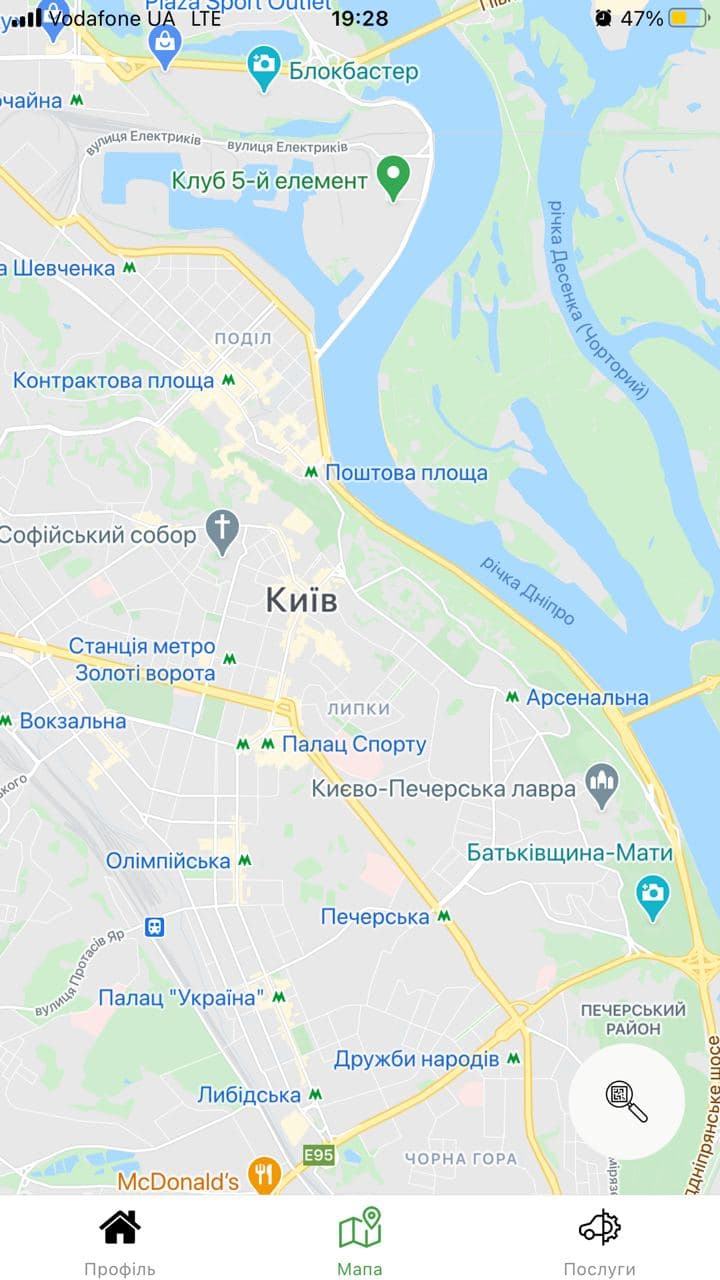 Vodafone UA LTE 19:28 47%
Plaza Sport Outlet
Блокбастер
вулиця Електриків
вулиця Електриків
Клуб 5-й елемент
річка Десенка (Чорторий)
Шевченка
ПОДІЛ
Контрактова площа
Поштова площа
Софійський собор
річка Дніпро
Київ
Станція метро
Золоті ворота
Арсенальна
ЛИПКИ
Вокзальна
Палац Спорту
Києво-Печерська лавра
Батьківщина-Мати
Олімпійська
Печерська
вулиця Протасів Яр
Палац "Україна"
ПЕЧЕРСЬКИЙ
РАЙОН
Дружби народів
Либідська
E95
ЧОРНА ГОРА
McDonald's
Профіль
Мапа
Послуги